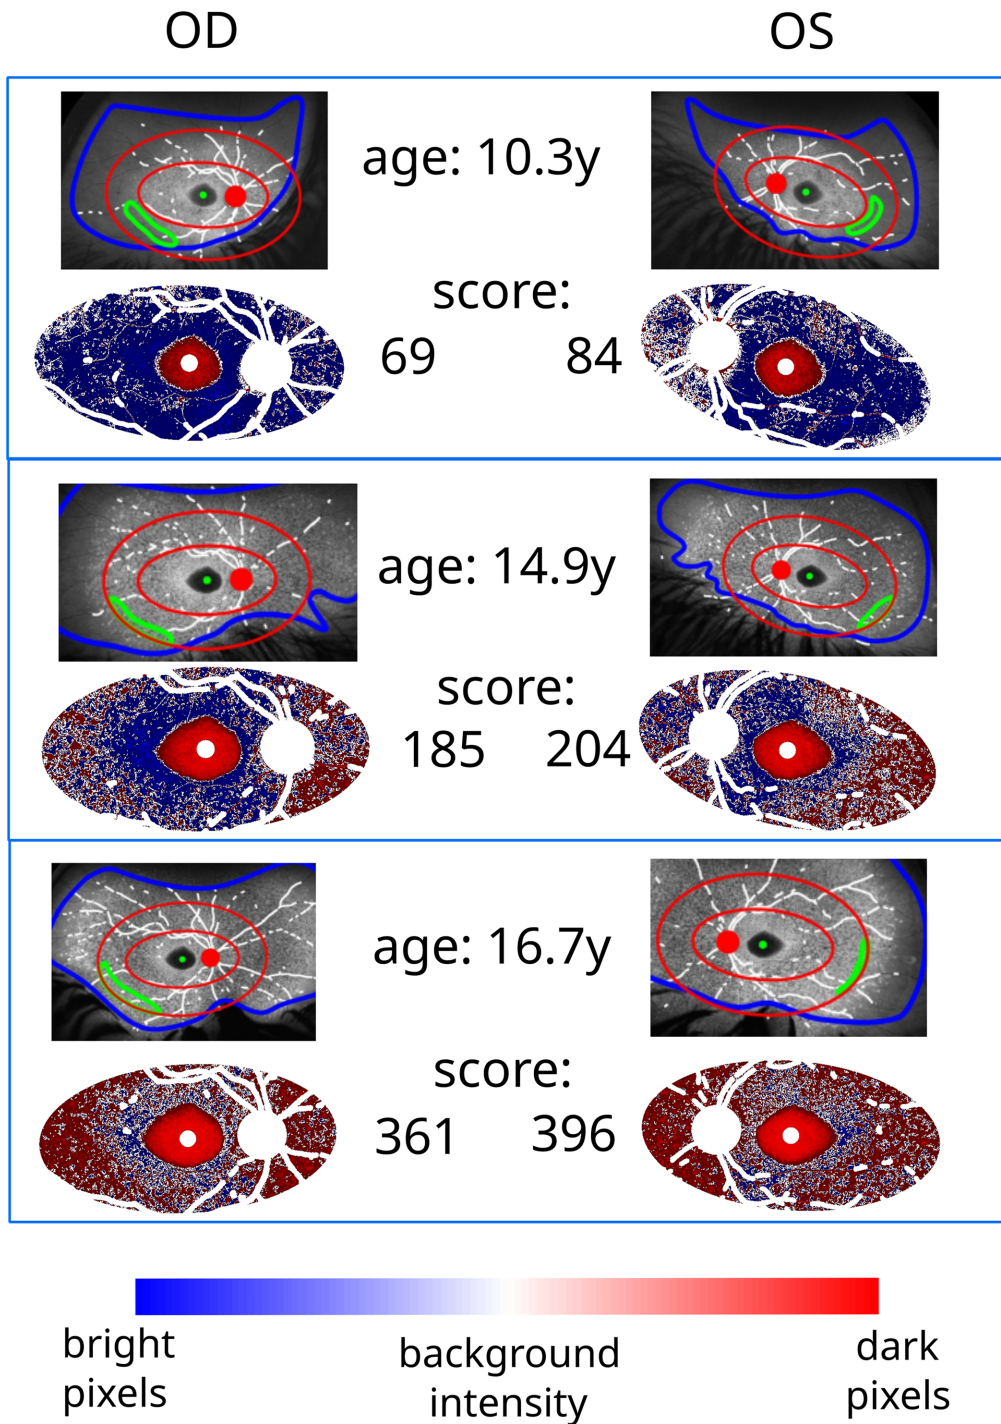 OD
OS
age: 10.3y
score:
69
84
age: 14.9y
score:
185
204
age: 16.7y
score:
361
396
bright
pixels
background
intensity
dark
pixels